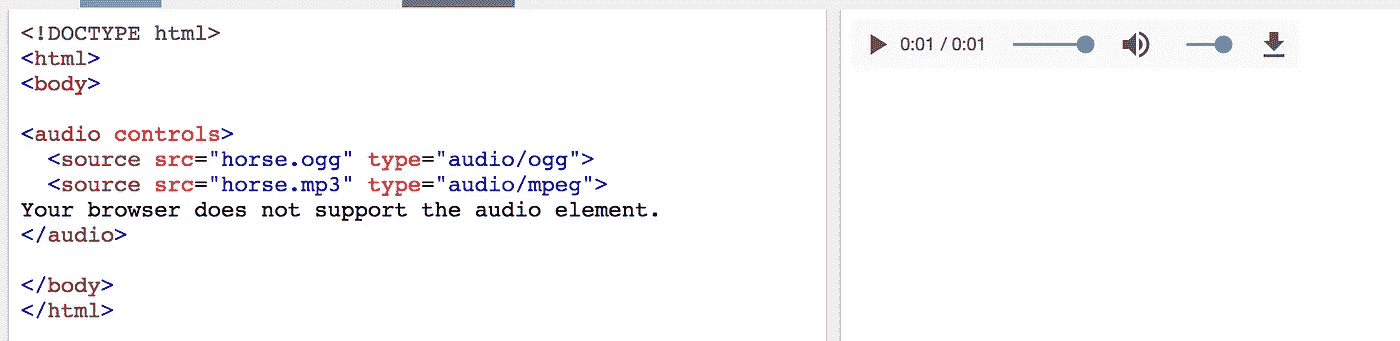 <!DOCTYPE html>
<html>
<body>
<audio controls>
  <source src="horse.ogg" type="audio/ogg">
  <source src="horse.mp3" type="audio/mpeg">
Your browser does not support the audio element.
</audio>
</body>
</html>
0:01 / 0:01